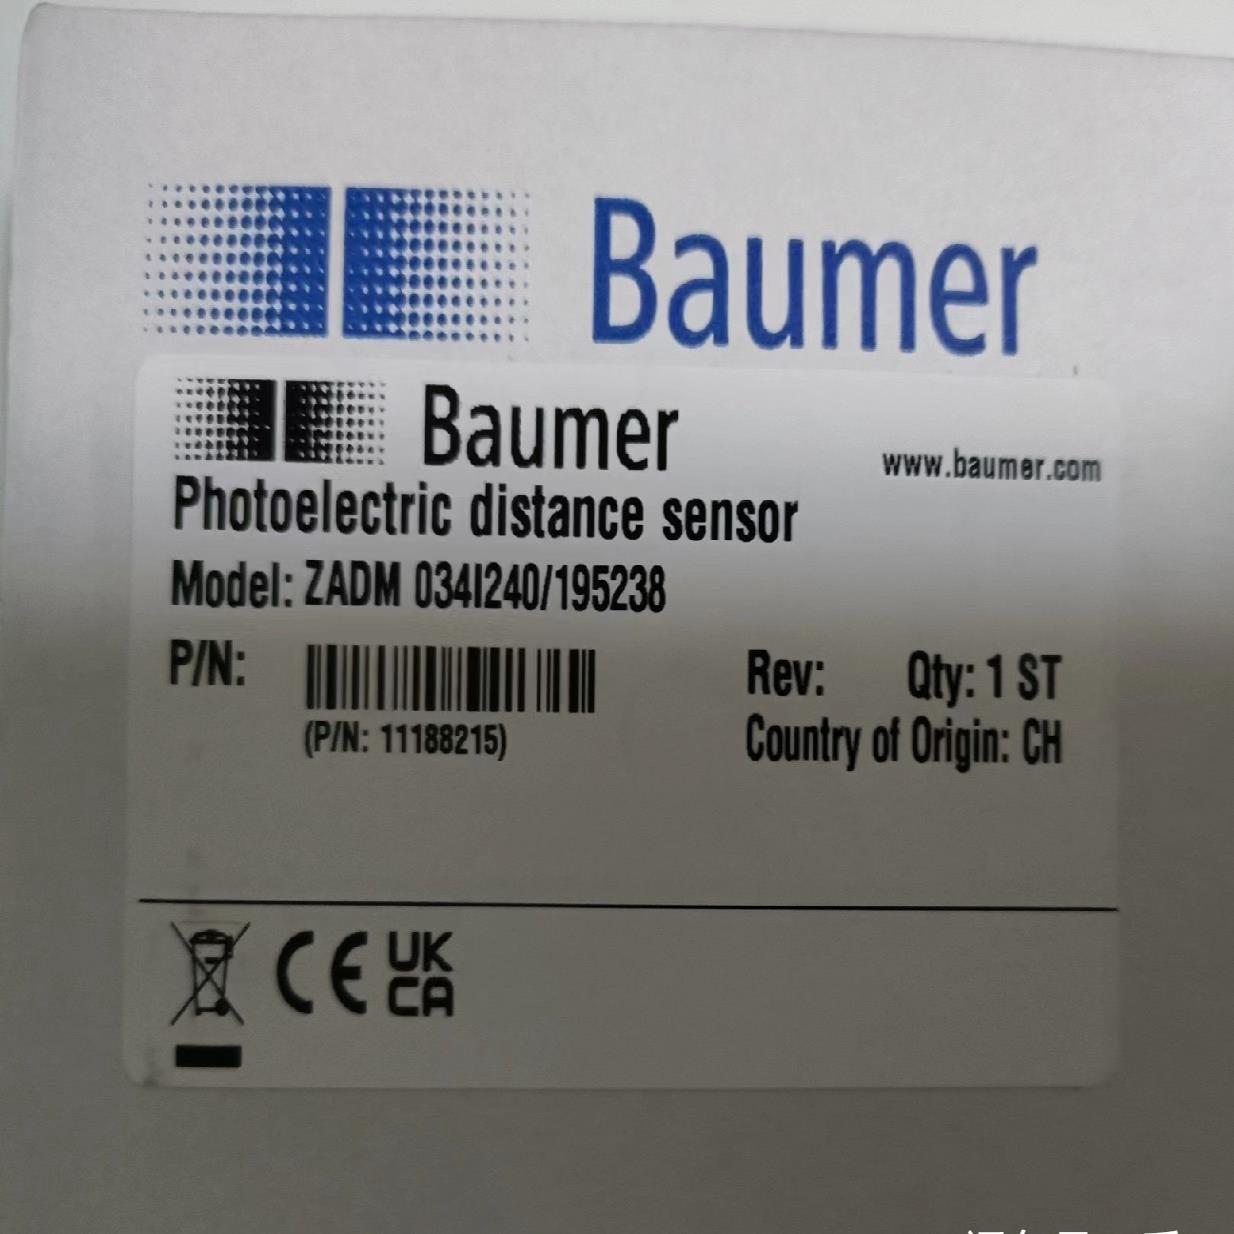 Baumer
Baumer
www.baumer.com
Photoelectric distance sensor
Model: ZADM 034I240/195238
P/N:
(P/N: 11188215)
Rev: Qty: 1 ST
Country of Origin: CH
CE UK
CA